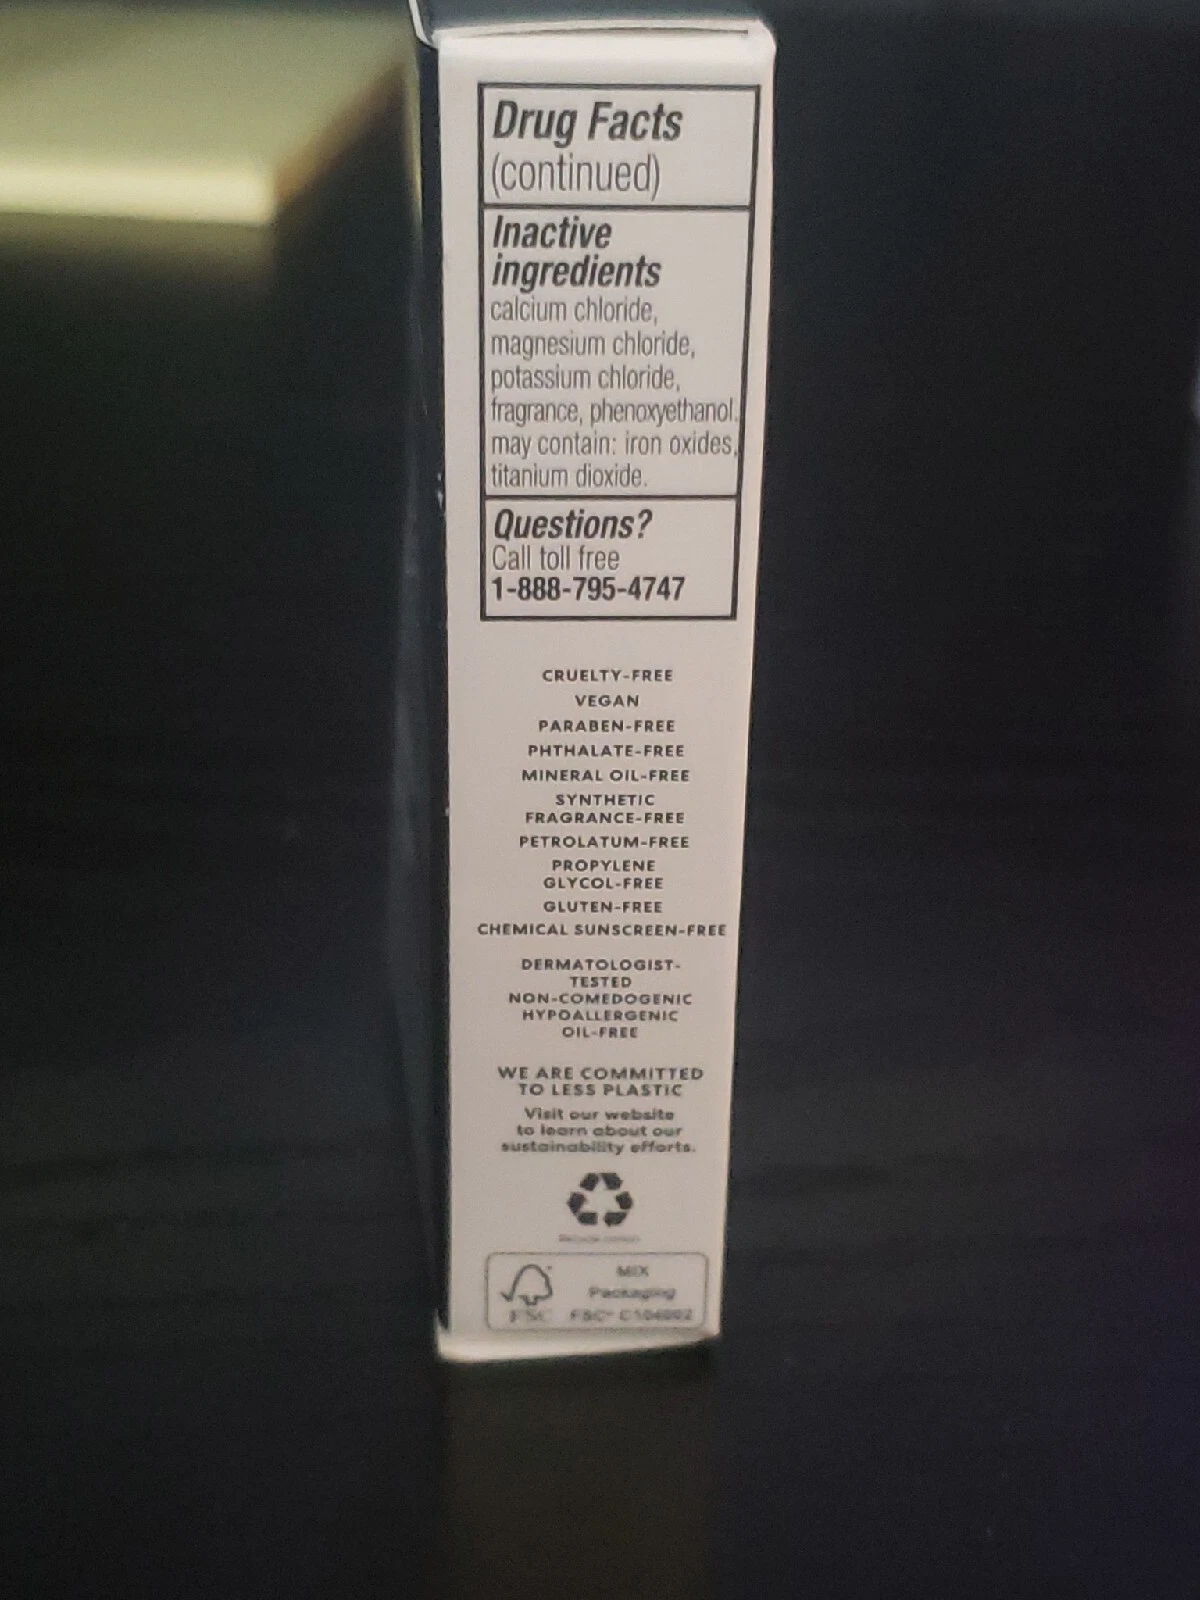 Drug Facts
(continued)
Inactive
ingredients
calcium chloride,
magnesium chloride,
potassium chloride,
fragrance, phenoxyethanol.
may contain: iron oxides,
titanium dioxide.
Questions?
Call toll free
1-888-795-4747
CRUELTY-FREE
VEGAN
PARABEN-FREE
PHTHALATE-FREE
MINERAL OIL-FREE
SYNTHETIC
FRAGRANCE-FREE
PETROLATUM-FREE
PROPYLENE
GLYCOL-FREE
GLUTEN-FREE
CHEMICAL SUNSCREEN-FREE
DERMATOLOGIST-
TESTED
NON-COMEDOGENIC
HYPOALLERGENIC
OIL-FREE
WE ARE COMMITTED
TO LESS PLASTIC
Visit our website
to learn about our
sustainability efforts.
MIX
Packaging
FSC
FSC®